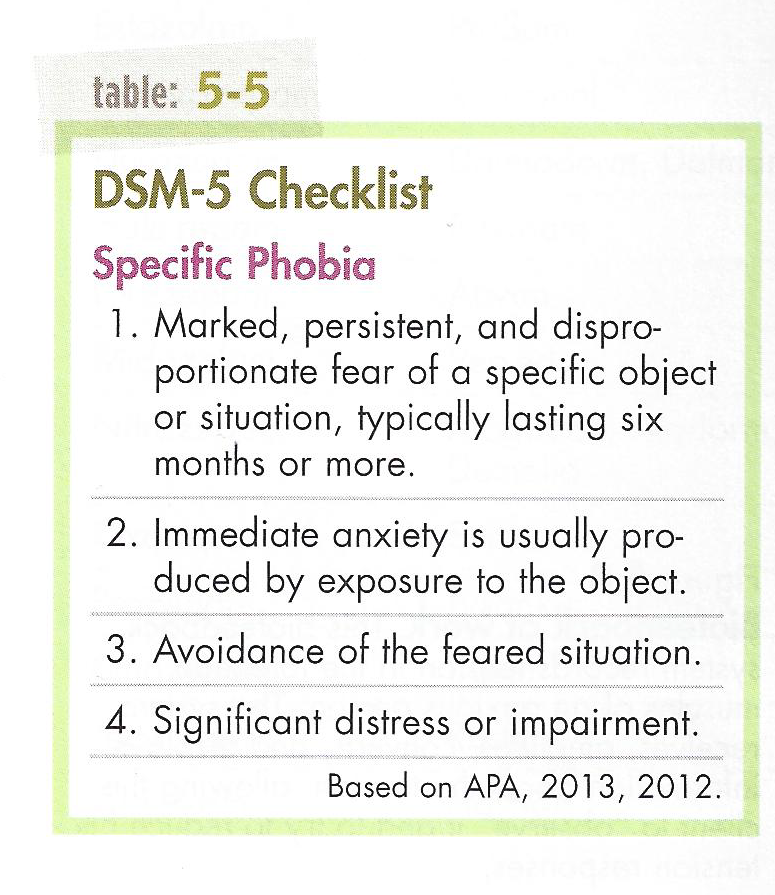 table: 5-5
DSM-5 Checklist
Specific Phobia
1. Marked, persistent, and dispro-
portionate fear of a specific object
or situation, typically lasting six
months or more.
2. Immediate anxiety is usually pro-
duced by exposure to the object.
3. Avoidance of the feared situation.
4. Significant distress or impairment.
Based on APA, 2013, 2012.